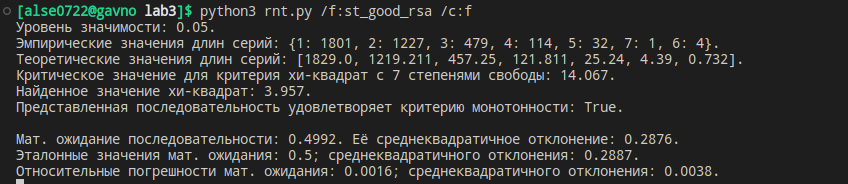 [alse0722@gavno lab3]$ python3 rnt.py /f:st_good_rsa /c:f
Уровень значимости: 0.05.
Эмпирические значения длин серий: {1: 1801, 2: 1227, 3: 479, 4: 114, 5: 32, 7: 1, 6: 4}.
Теоретические значения длин серий: [1829.0, 1219.211, 457.25, 121.811, 25.24, 4.39, 0.732].
Критическое значение для критерия хи-квадрат с 7 степенями свободы: 14.067.
Найденное значение хи-квадрат: 3.957.
Представленная последовательность удовлетворяет критерию монотонности: True.
Мат. ожидание последовательности: 0.4992. Её среднеквадратичное отклонение: 0.2876.
Эталонные значения мат. ожидания: 0.5; среднеквадратичного отклонения: 0.2887.
Относительные погрешности мат. ожидания: 0.0016; среднеквадратичного отклонения: 0.0038.